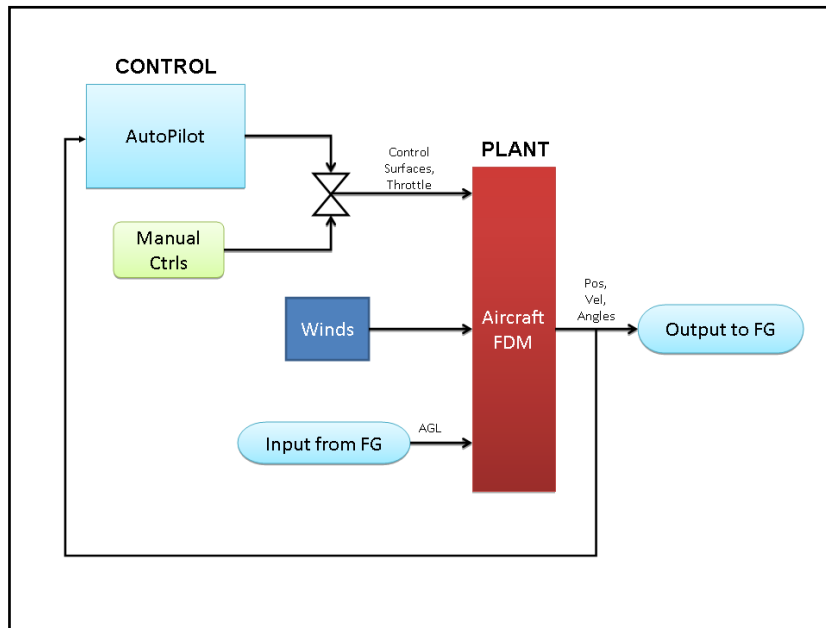 CONTROL
AutoPilot
Manual
Ctrls
Control
Surfaces,
Throttle
PLANT
Winds
Aircraft
FDM
Input from FG
AGL
Pos,
Vel,
Angles
Output to FG